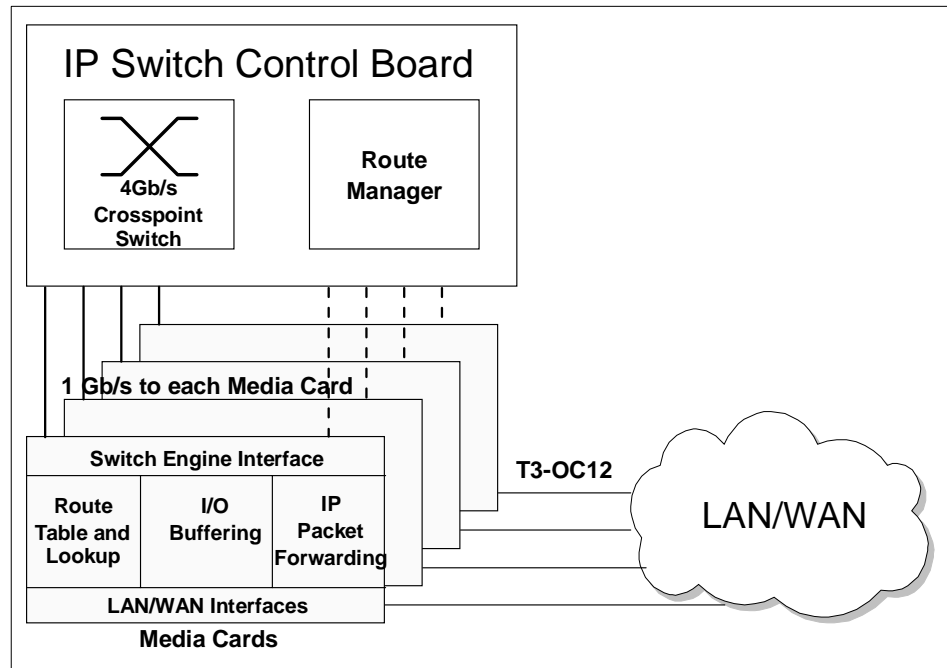 IP Switch Control Board
4Gb/s
Crosspoint
Switch
Route
Manager
1 Gb/s to each Media Card
Switch Engine Interface
Route
Table and
Lookup
I/O
Buffering
IP
Packet
Forwarding
LAN/WAN Interfaces
Media Cards
T3-OC12
LAN/WAN